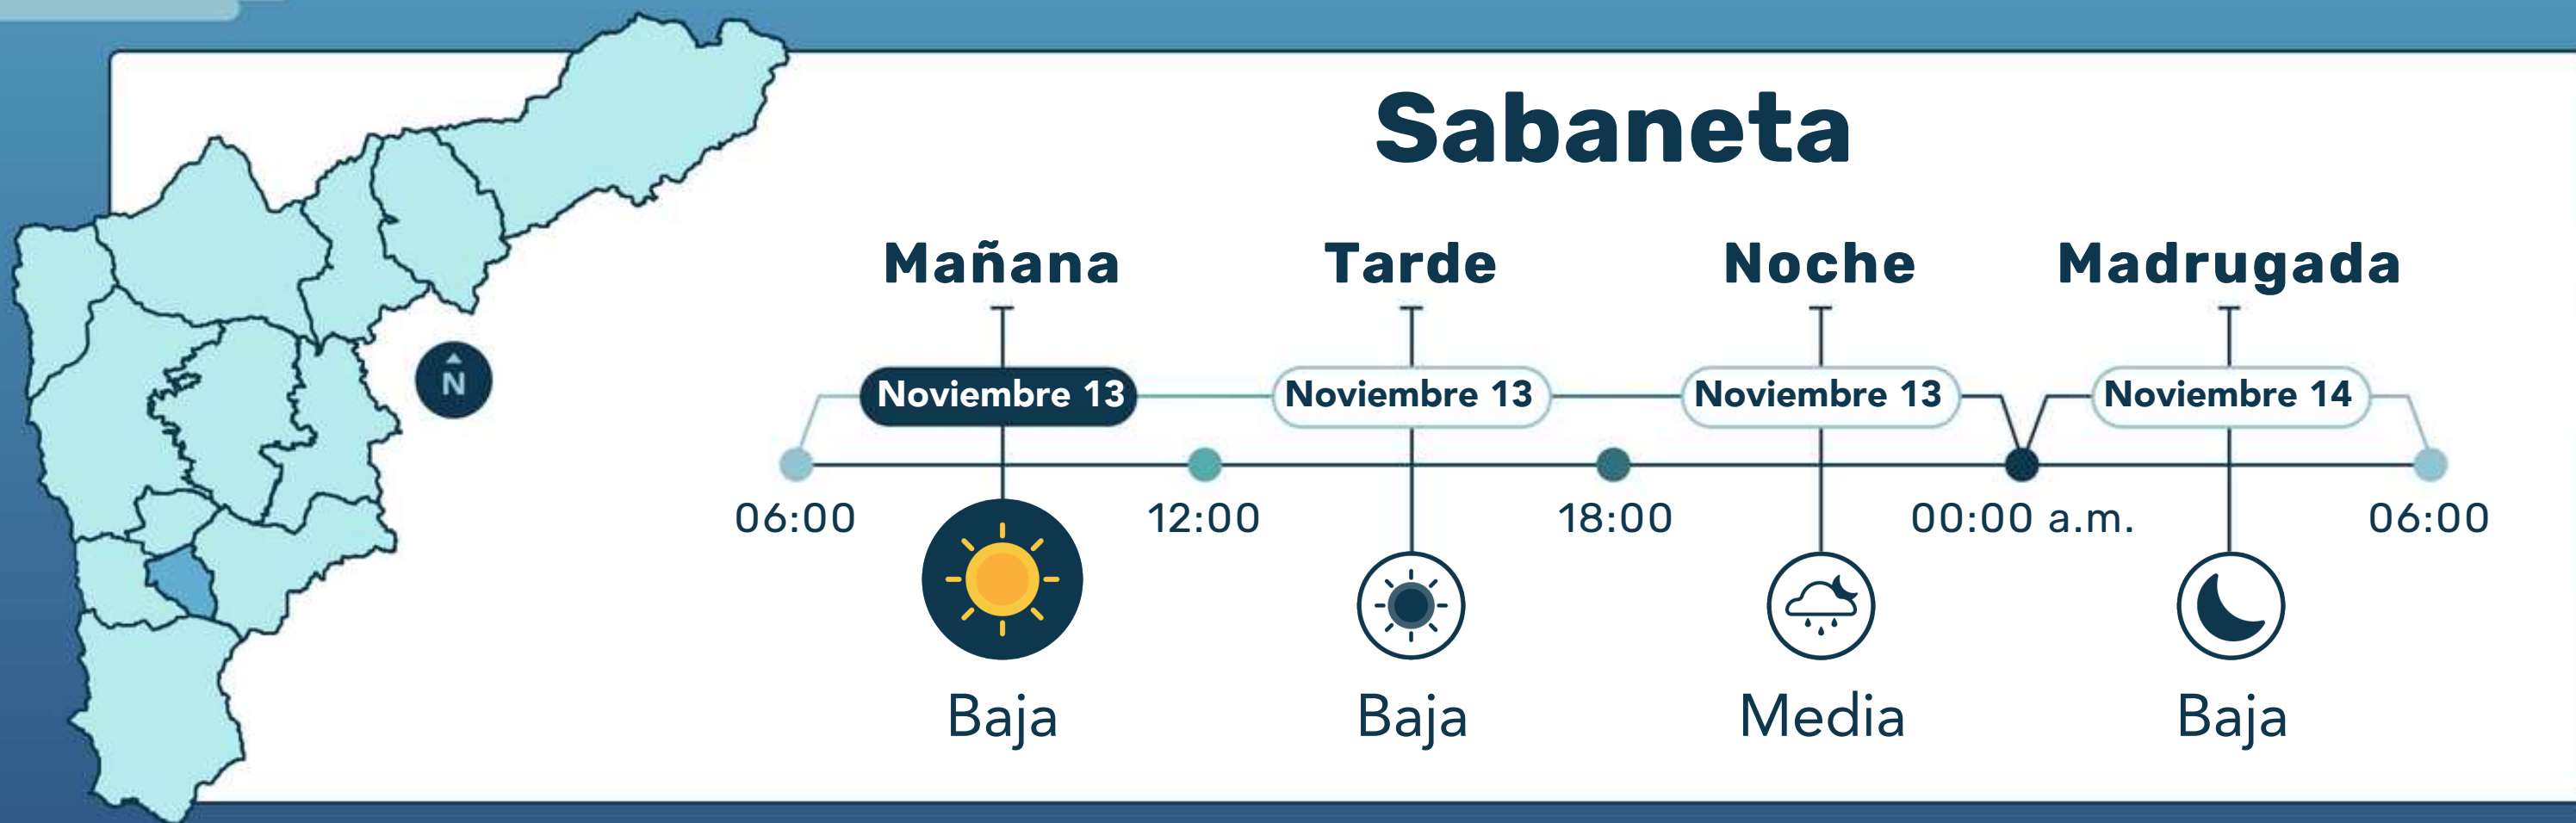 Sabaneta
Mañana Tarde Noche Madrugada
N
Noviembre 13 Noviembre 13 Noviembre 13 Noviembre 14
06:00 12:00 18:00 00:00 a.m. 06:00
Baja Baja Media Baja